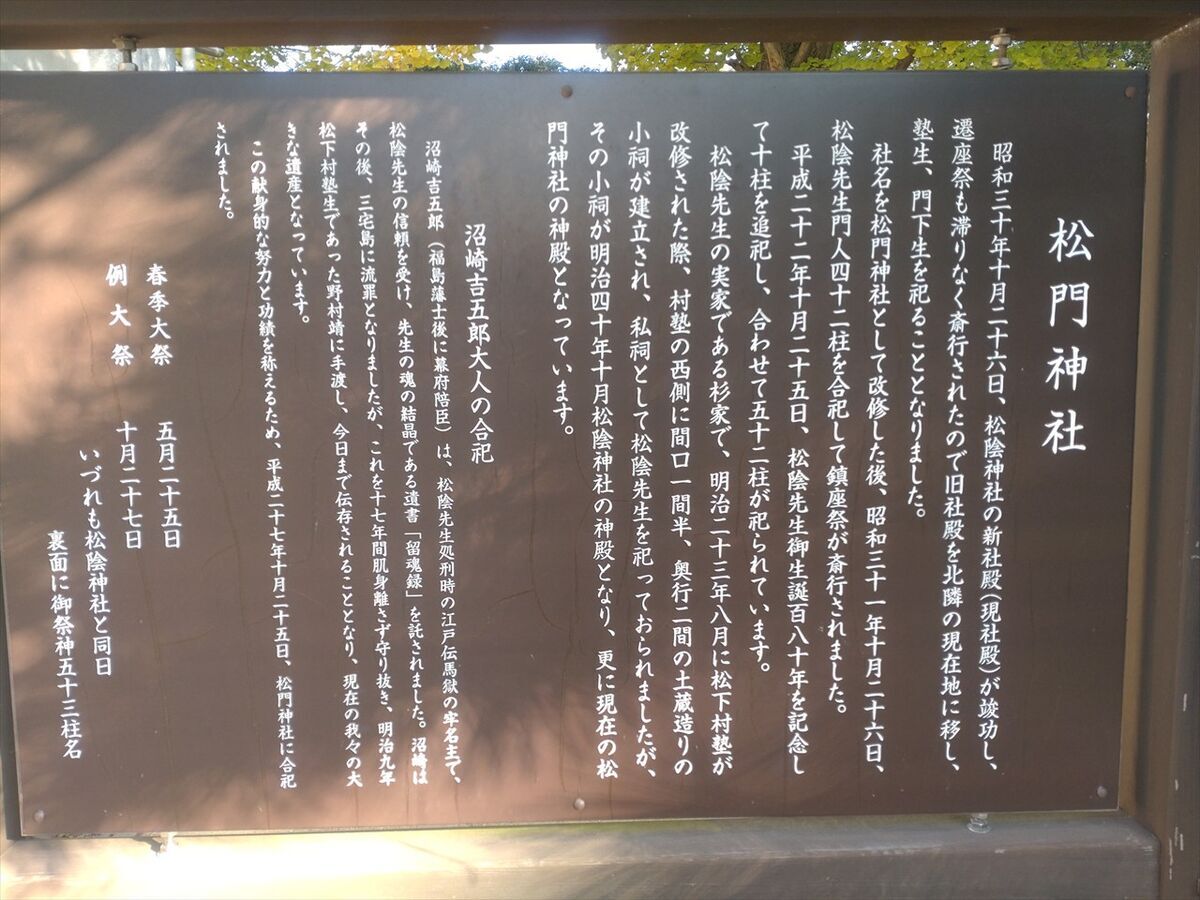 松門神社
昭和三十年十月二十六日、松陰神社の新社殿（現社殿）が竣功し、
遷座祭も滞りなく斎行されたので旧社殿を北隣の現在地に移し、
塾生、門下生を祀ることとなりました。
社名を松門神社として改修した後、昭和三十一年十月二十六日、
松陰先生門人四十二柱を合祀して鎮座祭が斎行されました。
平成二十二年十月二十五日、松陰先生御生誕百八十年を記念し
て十柱を追祀し、合わせて五十二柱が祀られています。
松陰先生の実家である杉家で、明治二十三年八月に松下村塾が
改修された際、村塾の西側に間口一間半、奥行二間の土蔵造りの
小祠が建立され、私祠として松陰先生を祀っておられましたが、
その小祠が明治四十年十月松陰神社の神殿となり、更に現在の松
門神社の神殿となっています。
沼崎吉五郎大人の合祀
沼崎吉五郎（福島藩士後に幕府陪臣）は、松陰先生処刑時の江戸伝馬獄の牢名主で、
松陰先生の信頼を受け、先生の魂の結晶である遺書「留魂録」を託されました。沼崎は
その後、三宅島に流罪となりましたが、これを十七年間肌身離さず守り抜き、明治九年
松下村塾生であった野村靖に手渡し、今日まで伝存されることとなり、現在の我々の大
きな遺産となっています。
この献身的な努力と功績を称えるため、平成二十七年十月二十五日、松門神社に合祀
されました。
春季大祭　五月二十五日
例大祭　十月二十七日
いづれも松陰神社と同日
裏面に御祭神五十三柱名